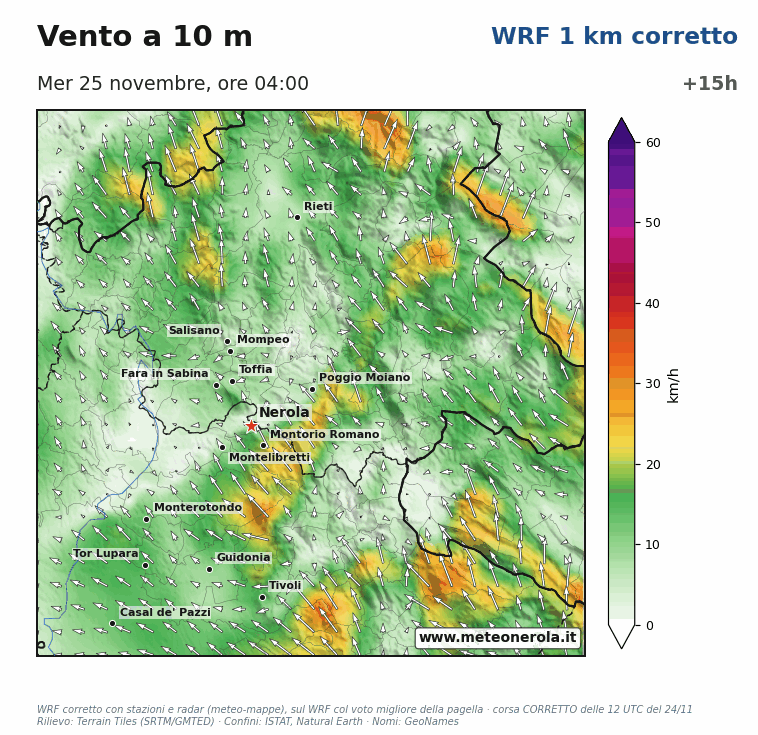 Vento a 10 m
WRF 1 km corretto
Mer 25 novembre, ore 04:00
+15h
Rieti
Salisano
Mompeo
Fara in Sabina
Toffia
Poggio Moiano
Nerola
Montorio Romano
Montelibretti
Monterotondo
Tor Lupara
Guidonia
Tivoli
Casal de' Pazzi
www.meteonerola.it
60
50
40
30
20
10
0
km/h
WRF corretto con stazioni e radar (meteo-mappe), sul WRF col voto migliore della pagella · corsa CORRETTO delle 12 UTC del 24/11
Rilievo: Terrain Tiles (SRTM/GMTED) · Confini: ISTAT, Natural Earth · Nomi: GeoNames